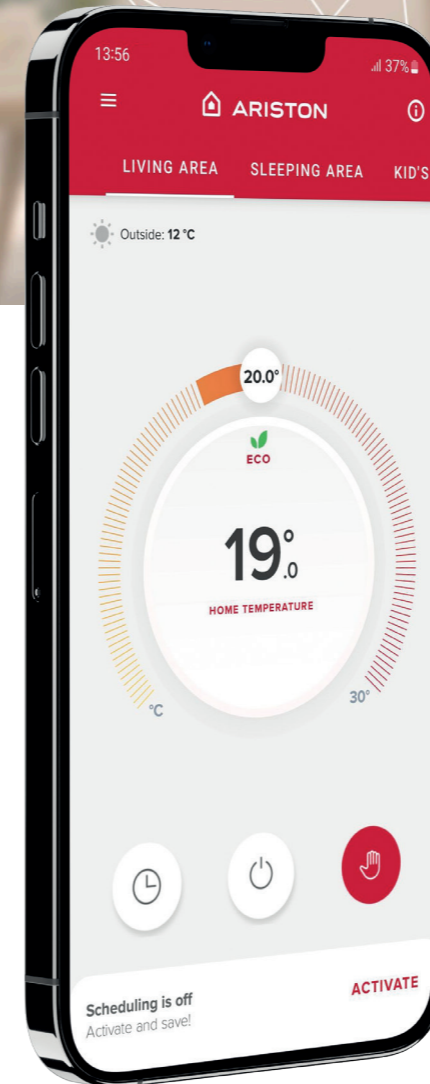 13:56
37%
ARISTON
LIVING AREA SLEEPING AREA KID'S
Outside: 12 °C
20.0°
ECO
19.0°
HOME TEMPERATURE
°C
30°
Scheduling is off
Activate and save!
ACTIVATE